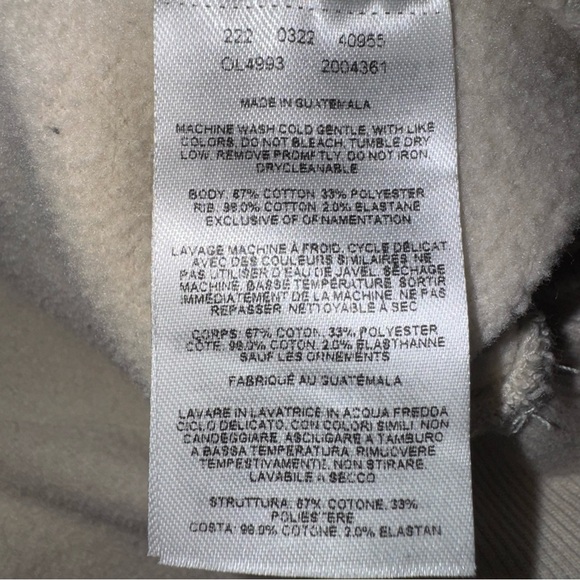 222 0322 40955
OL4993 2004361
MADE IN GUATEMALA
MACHINE WASH COLD GENTLE, WITH LIKE
COLORS, DO NOT BLEACH, TUMBLE DRY
LOW, REMOVE PROMPTLY, DO NOT IRON,
DRYCLEANABLE
BODY: 67% COTTON 33% POLYESTER
RIB: 98.0% COTTON 2.0% ELASTANE
EXCLUSIVE OF ORNAMENTATION
LAVAGE MACHINE À FROID, CYCLE DÉLICAT,
AVEC DES COULEURS SIMILAIRES, NE
PAS UTILISER D'EAU DE JAVEL, SÉCHAGE
MACHINE, BASSE TEMPÉRATURE, SORTIR
IMMÉDIATEMENT DE LA MACHINE, NE PAS
REPASSER, NETTOYABLE À SEC
CORPS: 67% COTON, 33% POLYESTER
CÔTE: 98.0% COTON, 2.0% ELASTHANNE
SAUF LES ORNEMENTS
FABRIQUÉ AU GUATEMALA
LAVARE IN LAVATRICE IN ACQUA FREDDA
CICLO DELICATO, CON COLORI SIMILI, NON
CANDEGGIARE, ASCIUGARE A TAMBURO
A BASSA TEMPERATURA, RIMUOVERE
TEMPESTIVAMENTE, NON STIRARE
LAVABILE A SECCO
STRUTTURA: 67% COTONE, 33%
POLIESTERE
COSTA: 98.0% COTONE, 2.0% ELASTAN